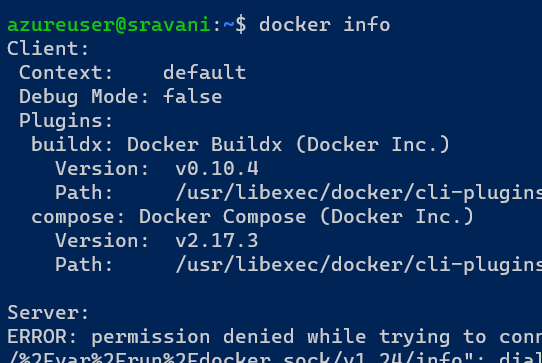 azureuser@sravani:~$ docker info
Client:
 Context:    default
 Debug Mode: false
 Plugins:
  buildx: Docker Buildx (Docker Inc.)
    Version:  v0.10.4
    Path:     /usr/libexec/docker/cli-plugins
  compose: Docker Compose (Docker Inc.)
    Version:  v2.17.3
    Path:     /usr/libexec/docker/cli-plugins

Server:
ERROR: permission denied while trying to conn
/%2Fvar%2Frun%2Fdocker.sock/v1.24/info": dial